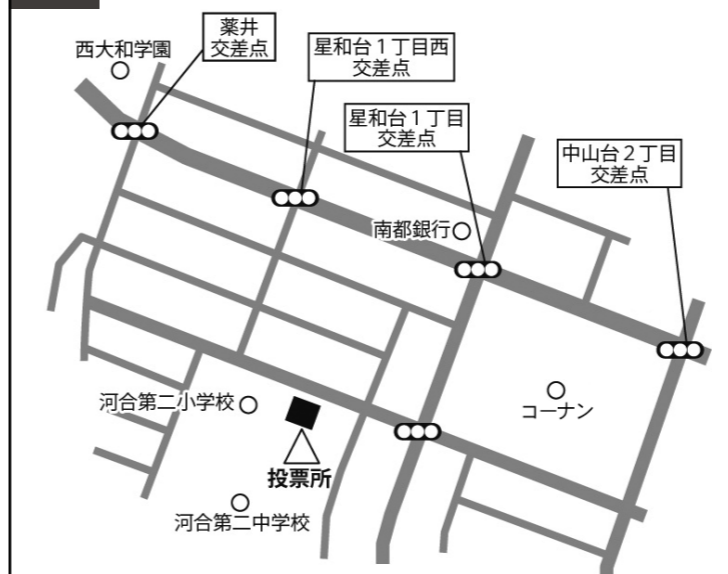 薬井
交差点
西大和学園
星和台１丁目西
交差点
星和台１丁目
交差点
中山台２丁目
交差点
南都銀行
コーナン
河合第二小学校
投票所
河合第二中学校